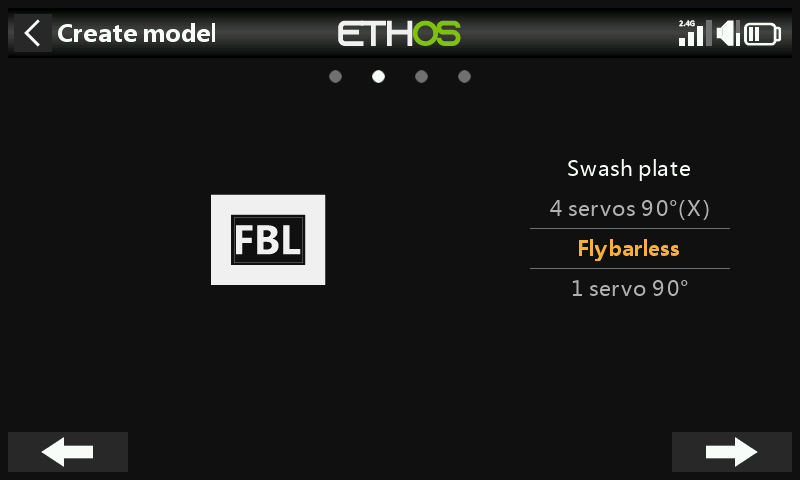 Create model
ETHOS
2.4G
Swash plate
4 servos 90°(X)
FBL
Flybarless
1 servo 90°